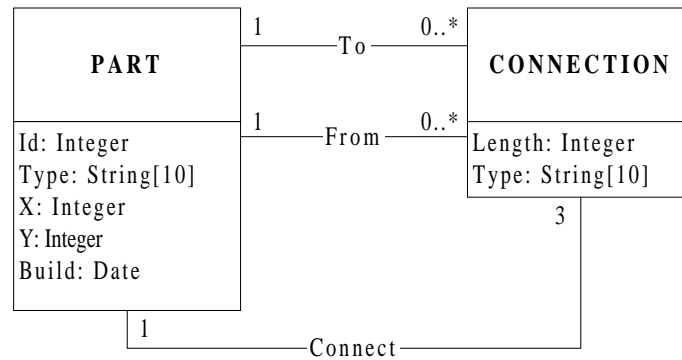 1 To 0..*
PART
CONNECTION
1 From 0..*
Id: Integer
Type: String[10]
X: Integer
Y: Integer
Build: Date
Length: Integer
Type: String[10]
3
1
Connect